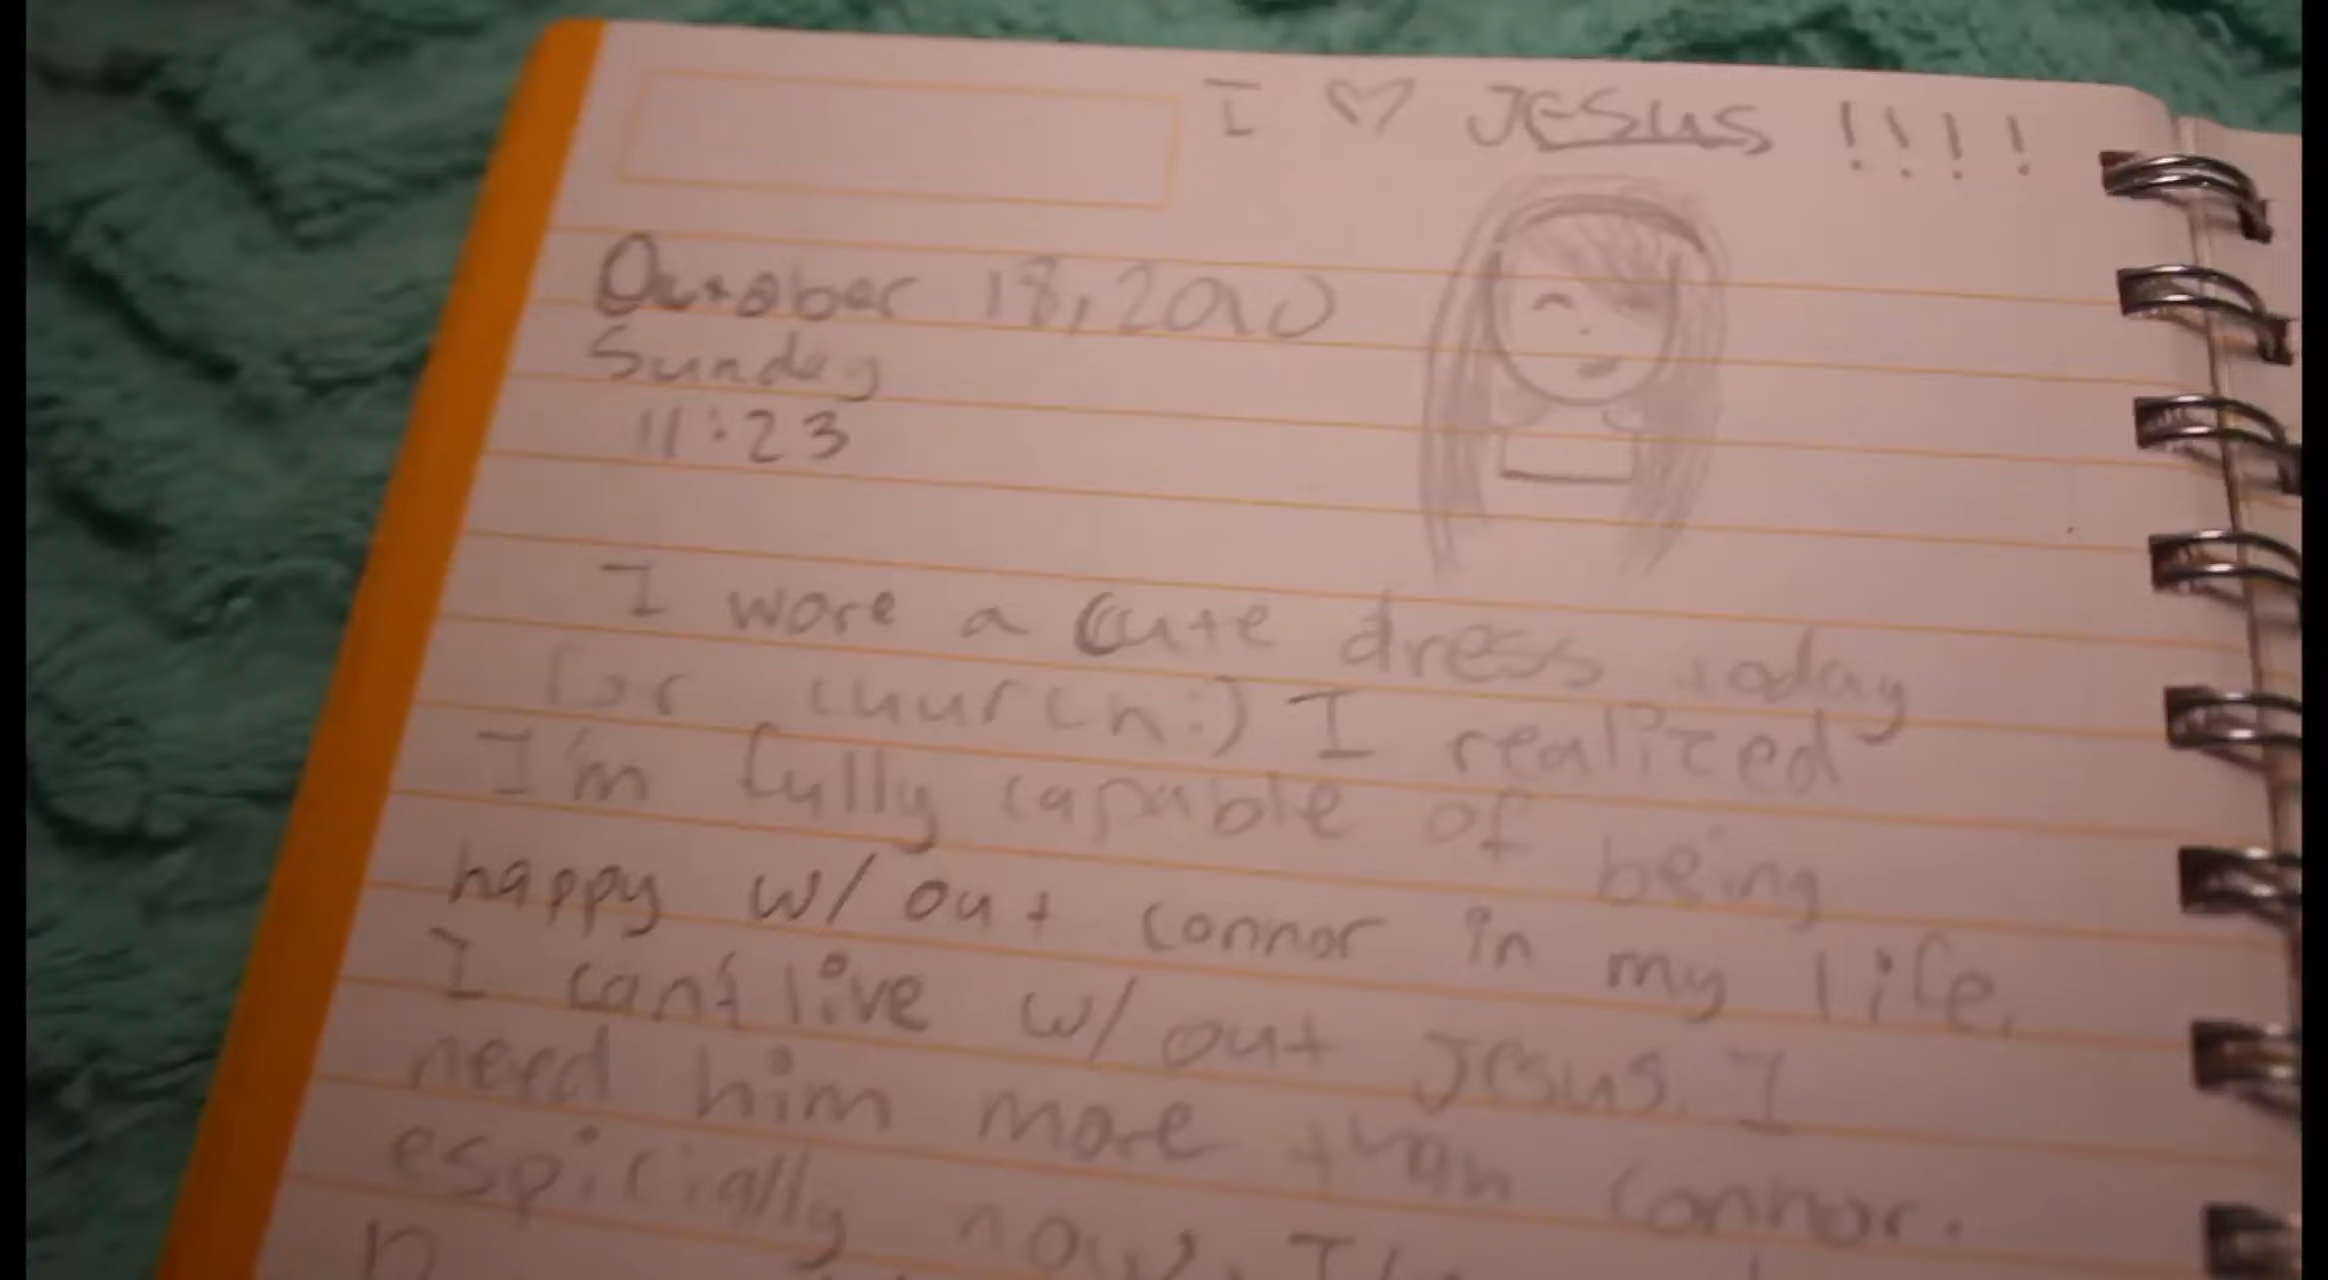 I ♡ JESUS !!!!
October 18, 2020
Sunday
11:23
I wore a cute dress today
for church:) I realized
I'm fully capable of being
happy w/out connor in my life.
I can't live w/out Jesus. I
need him more than Connor.
espicially now.